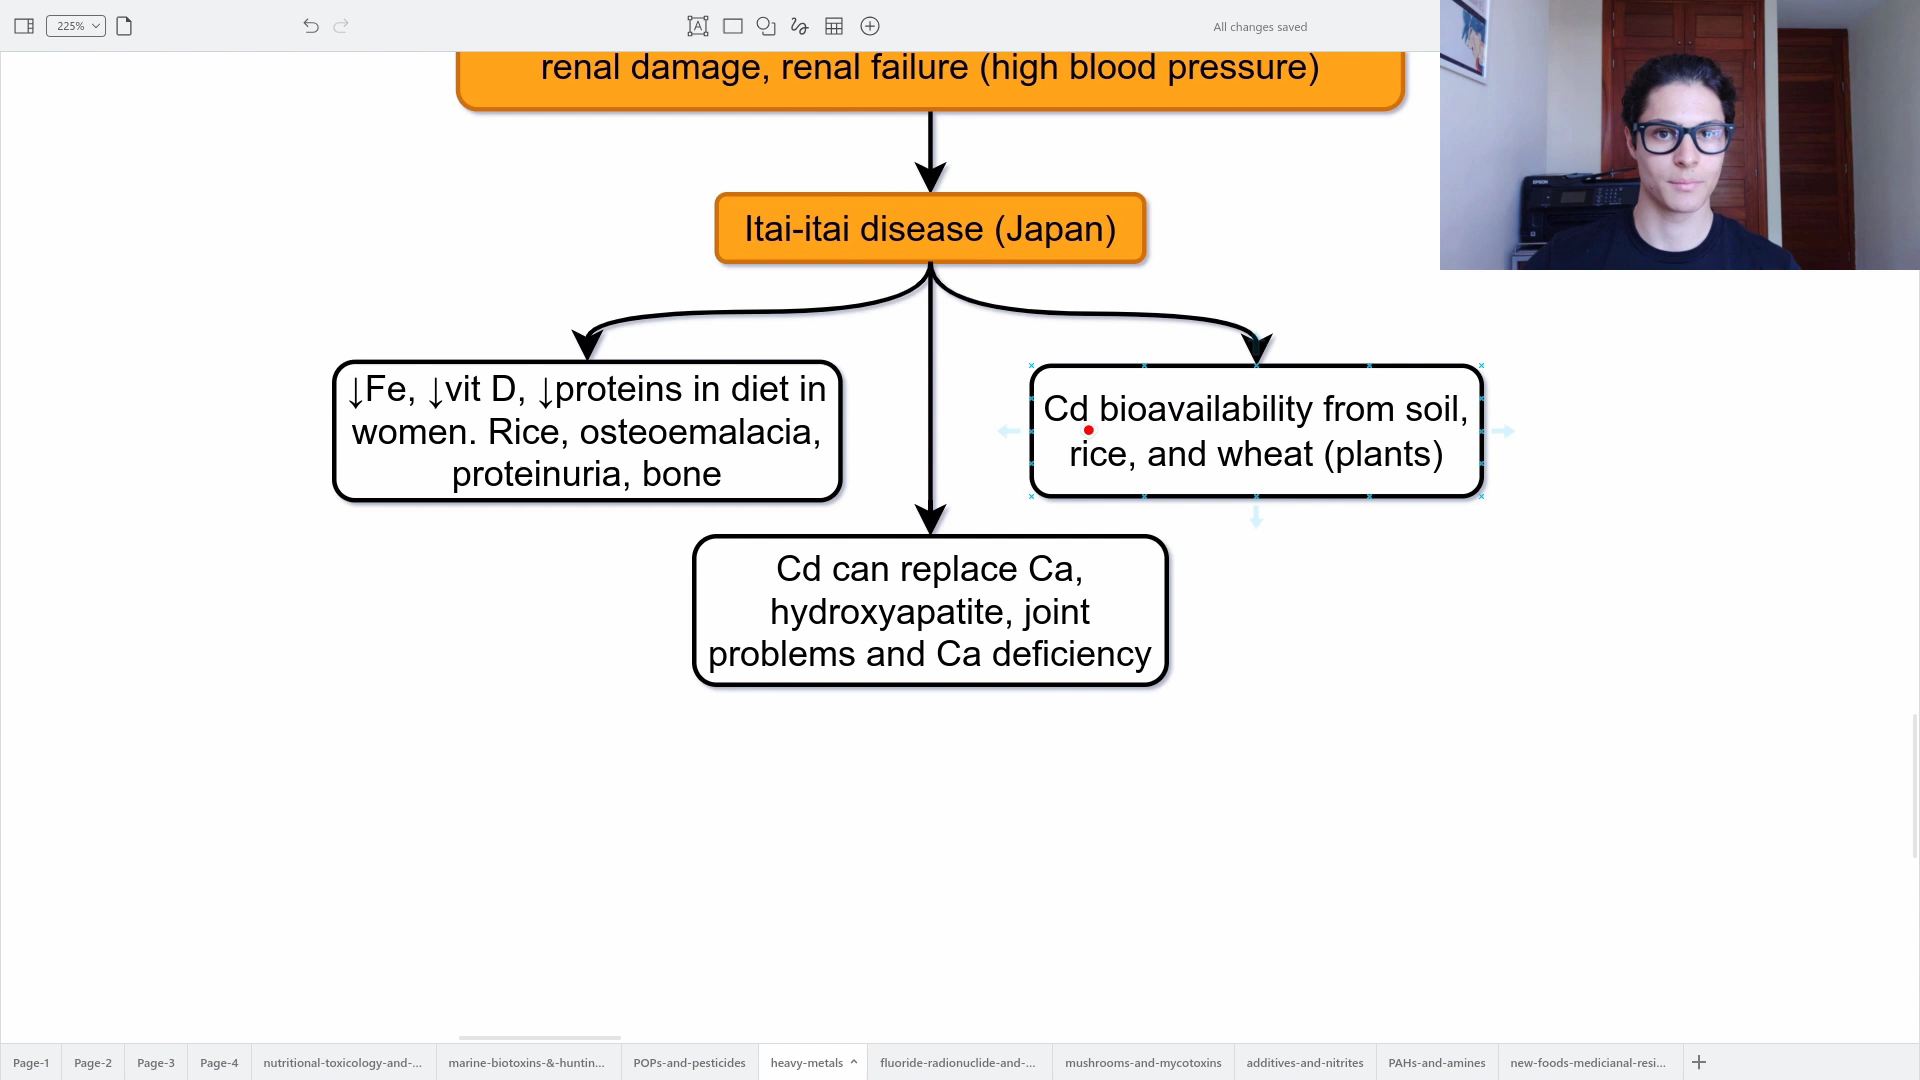 225%
All changes saved
renal damage, renal failure (high blood pressure)
EPSON
Itai-itai disease (Japan)
↓Fe, ↓vit D, ↓proteins in diet in
women. Rice, osteoemalacia,
proteinuria, bone
Cd bioavailability from soil,
rice, and wheat (plants)
Cd can replace Ca,
hydroxyapatite, joint
problems and Ca deficiency
Page-1
Page-2
Page-3
Page-4
nutritional-toxicology-and-...
marine-biotoxins-&-huntin...
POPs-and-pesticides
heavy-metals
fluoride-radionuclide-and-...
mushrooms-and-mycotoxins
additives-and-nitrites
PAHs-and-amines
new-foods-medicianal-resi...